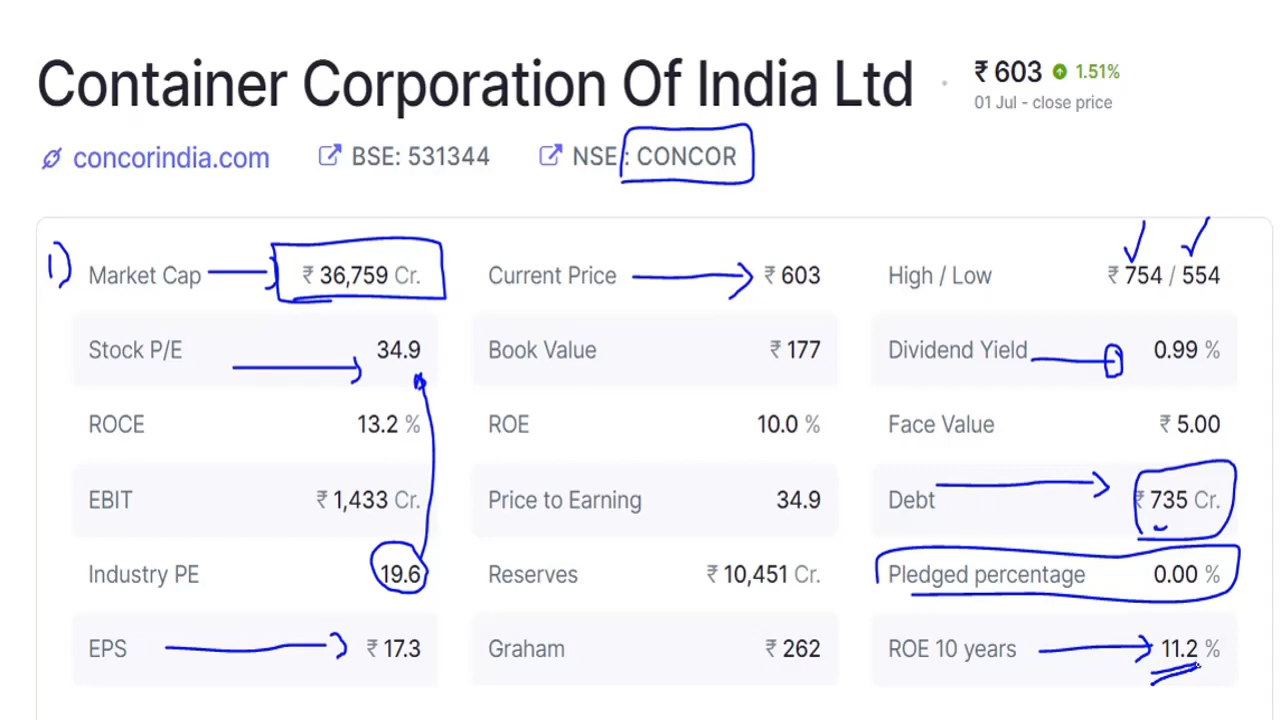 Container Corporation Of India Ltd · ₹ 603 1.51%
01 Jul - close price
concorindia.com BSE: 531344 NSE : CONCOR
1) Market Cap ₹ 36,759 Cr. Current Price ₹ 603 High / Low ₹ 754 / 554
Stock P/E 34.9 Book Value ₹ 177 Dividend Yield 0.99 %
ROCE 13.2 % ROE 10.0 % Face Value ₹ 5.00
EBIT ₹ 1,433 Cr. Price to Earning 34.9 Debt ₹ 735 Cr.
Industry PE 19.6 Reserves ₹ 10,451 Cr. Pledged percentage 0.00 %
EPS ₹ 17.3 Graham ₹ 262 ROE 10 years 11.2 %